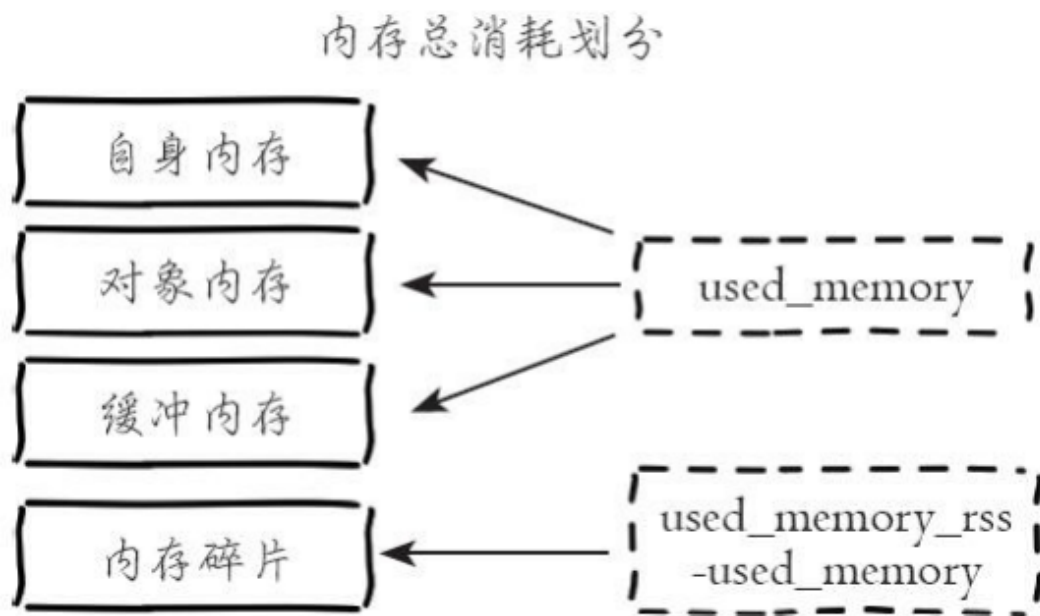 内存总消耗划分
自身内存
对象内存
used_memory
缓冲内存
内存碎片
used_memory_rss
-used_memory